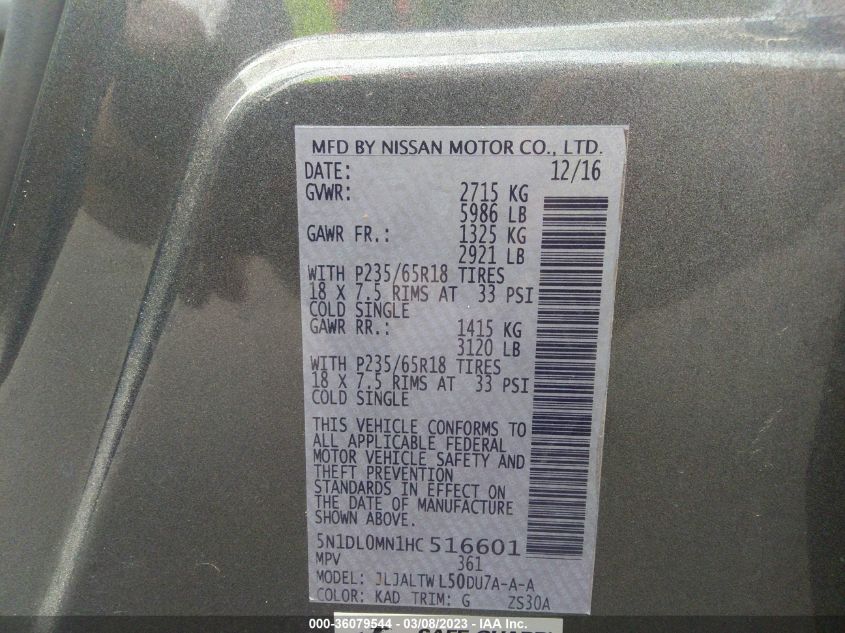 MFD BY NISSAN MOTOR CO., LTD.
DATE: 12/16
GVWR: 2715 KG
5986 LB
GAWR FR.: 1325 KG
2921 LB
WITH P235/65R18 TIRES
18 X 7.5 RIMS AT 33 PSI
COLD SINGLE
GAWR RR.: 1415 KG
3120 LB
WITH P235/65R18 TIRES
18 X 7.5 RIMS AT 33 PSI
COLD SINGLE
THIS VEHICLE CONFORMS TO
ALL APPLICABLE FEDERAL
MOTOR VEHICLE SAFETY AND
THEFT PREVENTION
STANDARDS IN EFFECT ON
THE DATE OF MANUFACTURE
SHOWN ABOVE.
5N1DL0MN1HC 516601
MPV 361
MODEL: JLJALTW L50DU7A-A-A
COLOR: KAD TRIM: G ZS30A
000-36079544 - 03/08/2023 - IAA Inc.